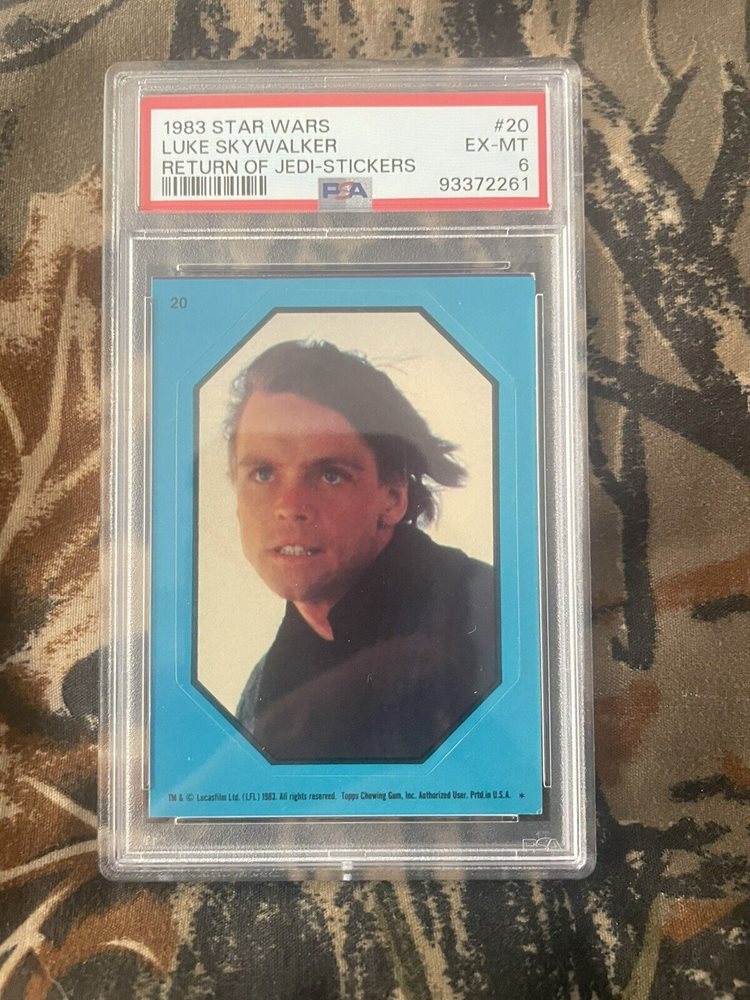 1983 STAR WARS #20
LUKE SKYWALKER EX-MT
RETURN OF JEDI-STICKERS 6
PSA 93372261
20
TM & © Lucasfilm Ltd. (LFL) 1983. All rights reserved. Topps Chewing Gum, Inc. Authorized User. Prtd.in U.S.A. *
PSA